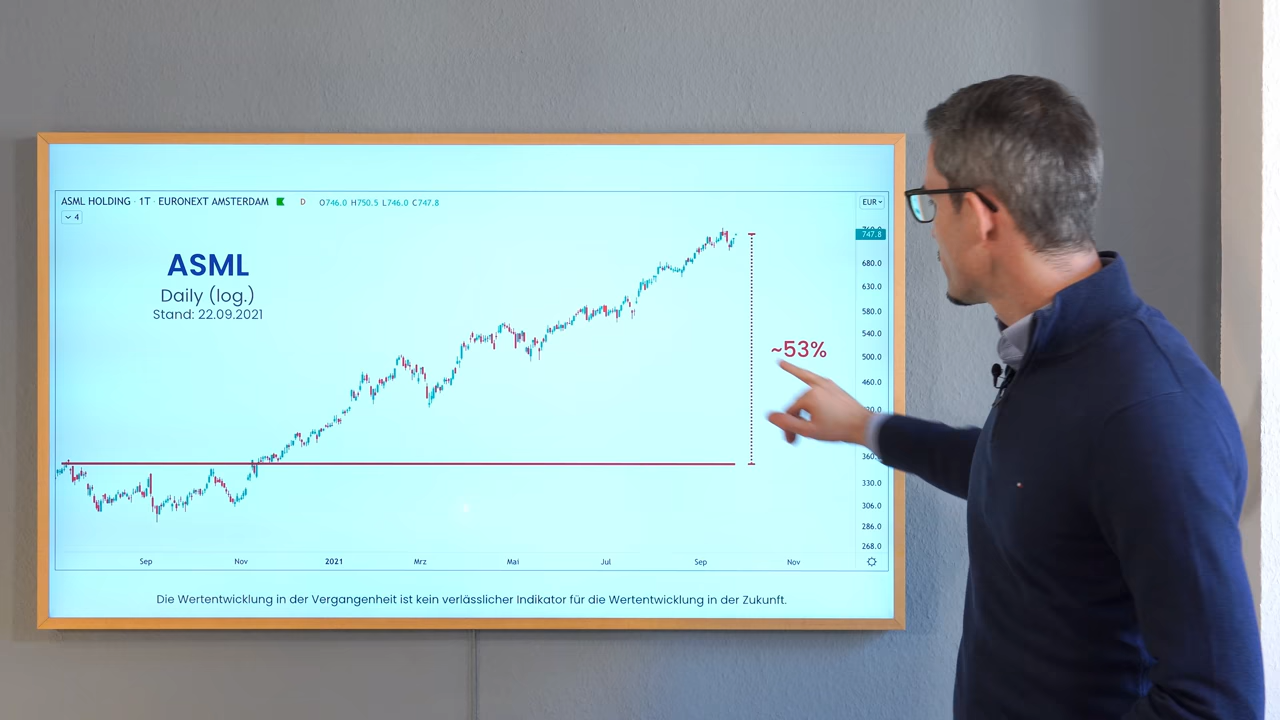 ASML HOLDING · 1T · EURONEXT AMSTERDAM D O746.0 H750.5 L746.0 C747.8
EUR
4
747.8
ASML
Daily (log.)
Stand: 22.09.2021
680.0
630.0
580.0
540.0
500.0
460.0
360.
330.0
306.0
286.0
268.0
~53%
Sep Nov 2021 Mrz Mai Jul Sep Nov
Die Wertentwicklung in der Vergangenheit ist kein verlässlicher Indikator für die Wertentwicklung in der Zukunft.